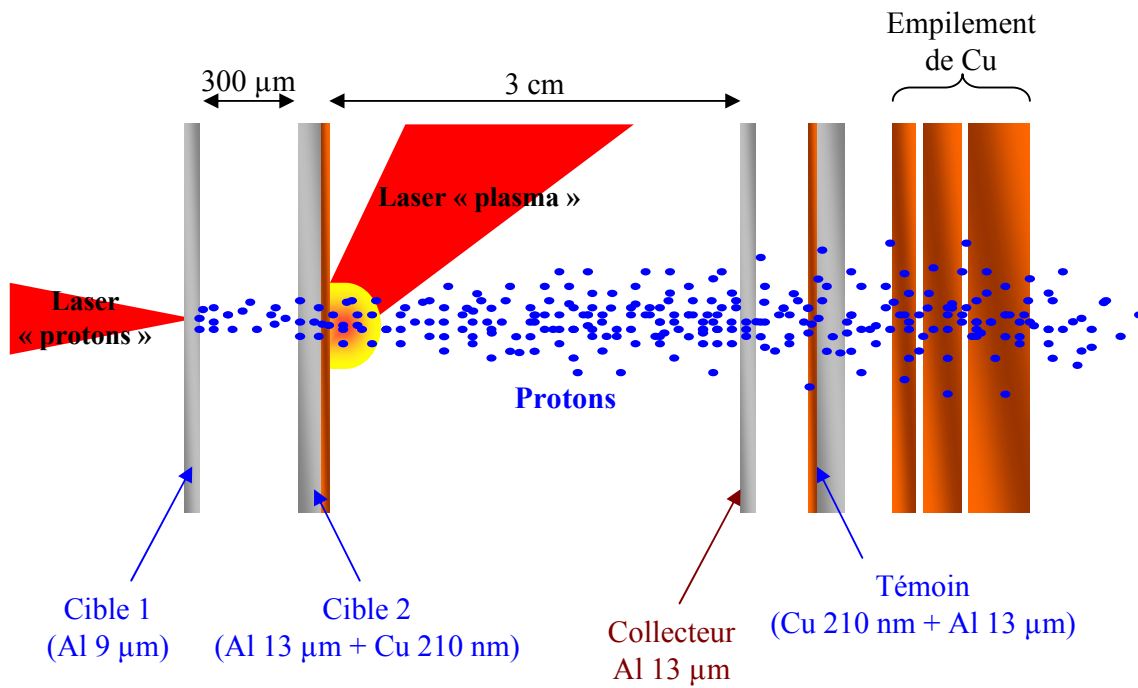 Empilement
de Cu
300 µm
3 cm
Laser « plasma »
Laser
« protons »
Protons
Cible 1
(Al 9 µm)
Cible 2
(Al 13 µm + Cu 210 nm)
Collecteur
Al 13 µm
Témoin
(Cu 210 nm + Al 13 µm)